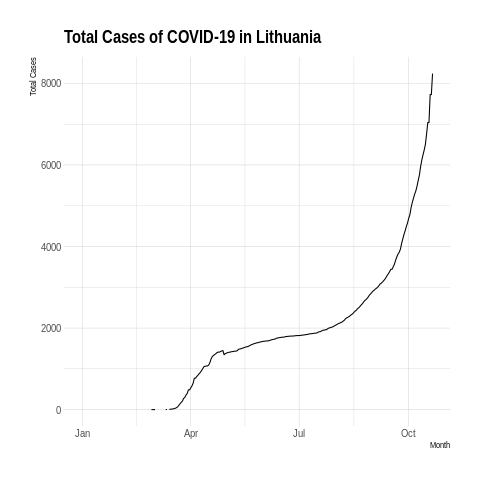 Total Cases of COVID-19 in Lithuania
Total Cases
8000
6000
4000
2000
0
Jan Apr Jul Oct
Month